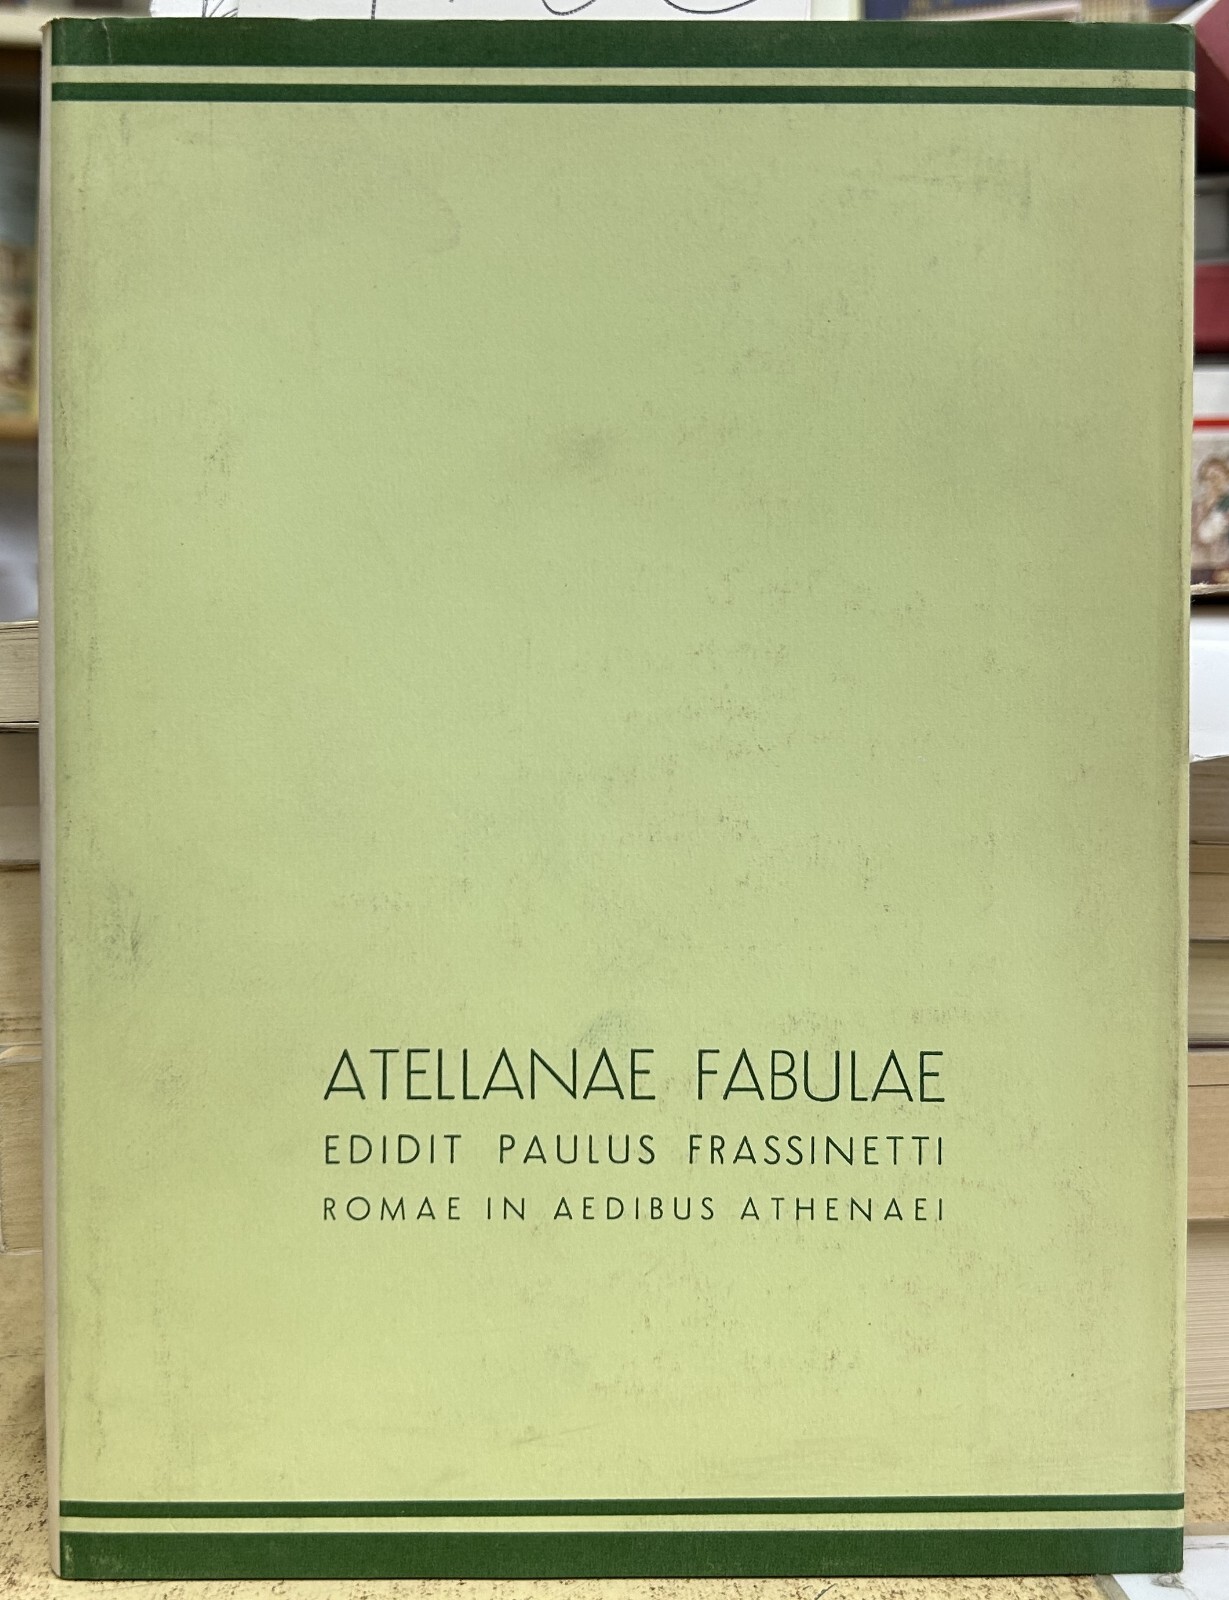 ATELLANAE FABULAE
EDIDIT PAULUS FRASSINETTI
ROMAE IN AEDIBUS ATHENAEI